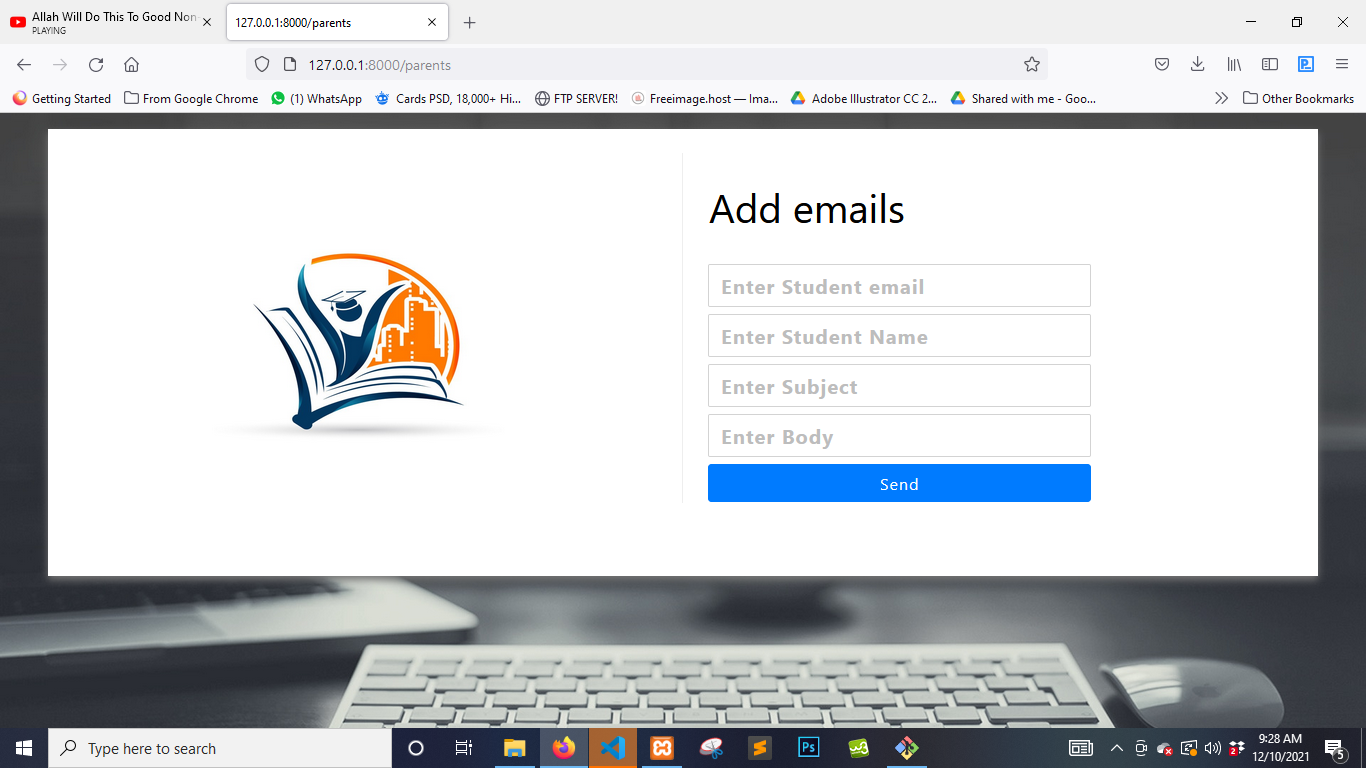 Allah Will Do This To Good Non-
PLAYING
127.0.0.1:8000/parents
127.0.0.1:8000/parents
Getting Started
From Google Chrome
(1) WhatsApp
Cards PSD, 18,000+ Hi...
FTP SERVER!
Freeimage.host — Ima...
Adobe Illustrator CC 2...
Shared with me - Goo...
Other Bookmarks
Add emails
Enter Student email
Enter Student Name
Enter Subject
Enter Body
Send
Type here to search
Ps
2
9:28 AM
12/10/2021
5